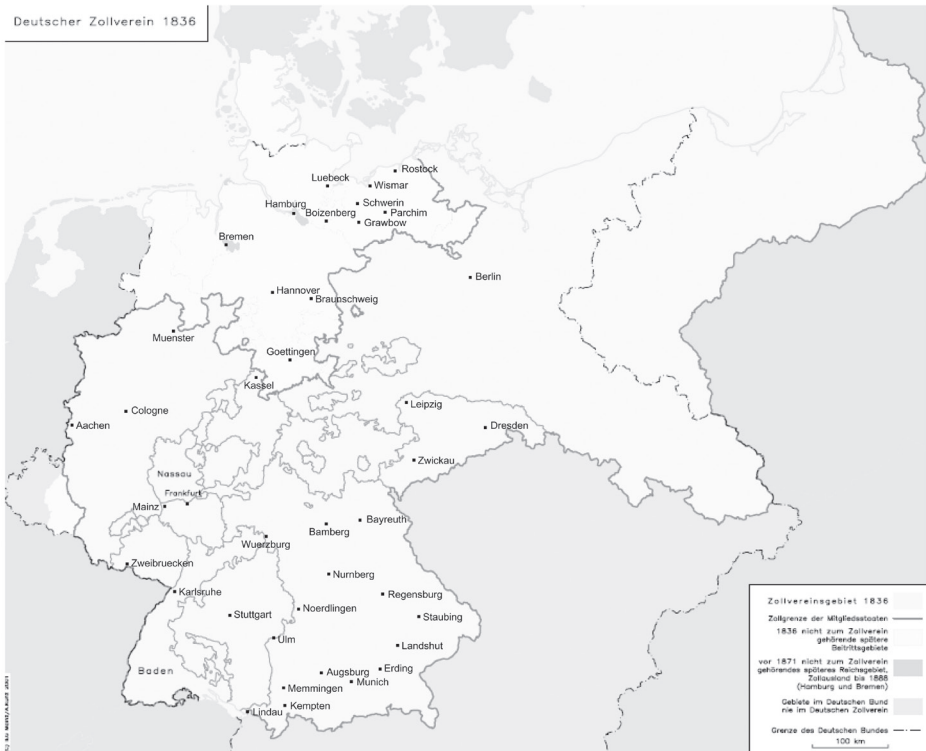 Deutscher Zollverein 1836
Rostock
Luebeck
Wismar
Schwerin
Hamburg
Parchim
Boizenberg
Grawbow
Bremen
Berlin
Hannover
Braunschweig
Muenster
Goettingen
Kassel
Leipzig
Cologne
Aachen
Dresden
Zwickau
Nassau
Frankfurt
Mainz
Bayreuth
Bamberg
Wuerzburg
Zweibruecken
Nurnberg
Karlsruhe
Regensburg
Noerdlingen
Stuttgart
Staubing
Ulm
Landshut
Baden
Erding
Augsburg
Munich
Memmingen
Kempten
Lindau
Zollvereinsgebiet 1836
Zollgrenze der Mitgliedsstaaten
1836 nicht zum Zollverein
gehörende spätere
Beitrittsgebiete
vor 1871 nicht zum Zollverein
gehörendes späteres Reichsgebiet,
Zollausland bis 1888
(Hamburg und Bremen)
Gebiete im Deutschen Bund
nie im Deutschen Zollverein
Grenze des Deutschen Bundes
100 km